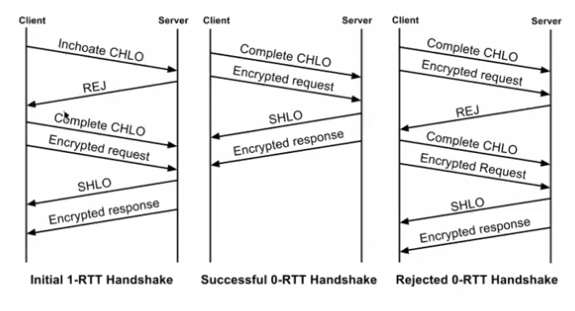 Client
Server
Inchoate CHLO
REJ
Complete CHLO
Encrypted request
SHLO
Encrypted response
Initial 1-RTT Handshake
Client
Server
Complete CHLO
Encrypted request
SHLO
Encrypted response
Successful 0-RTT Handshake
Client
Server
Complete CHLO
Encrypted request
REJ
Complete CHLO
Encrypted Request
SHLO
Encrypted response
Rejected 0-RTT Handshake